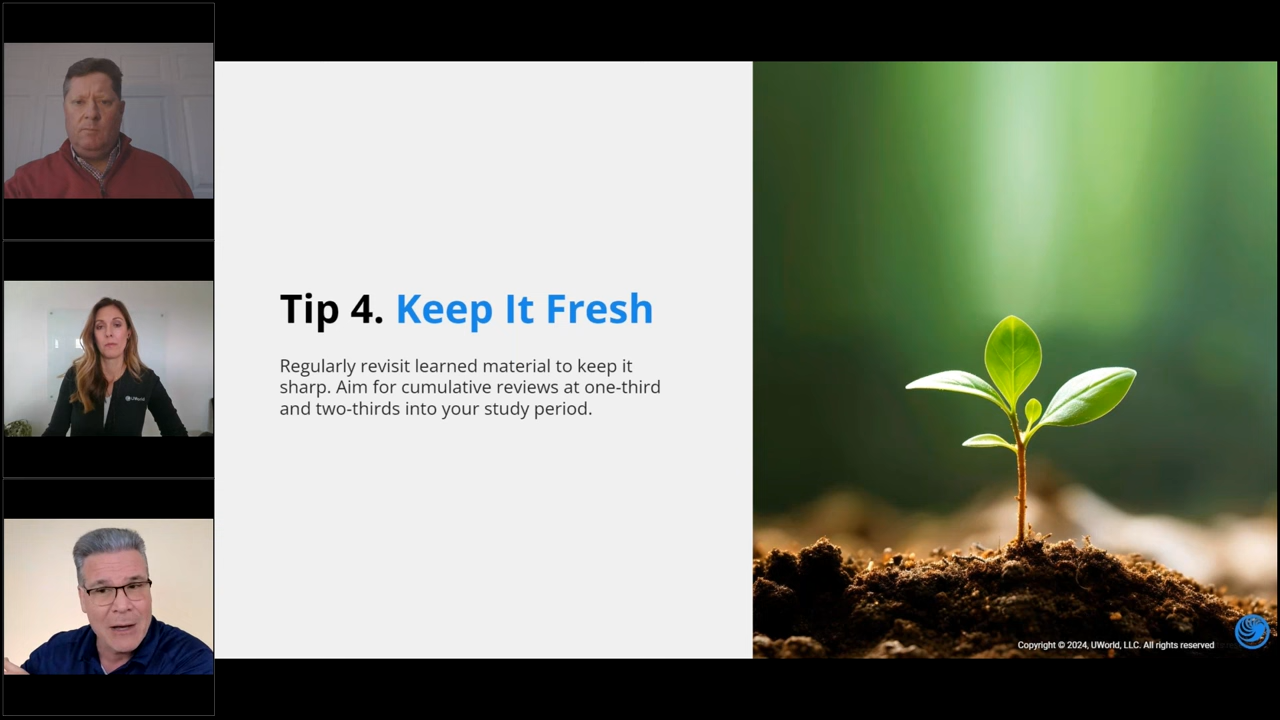 UWorld
Tip 4. Keep It Fresh
Regularly revisit learned material to keep it
sharp. Aim for cumulative reviews at one-third
and two-thirds into your study period.
Copyright © 2024, UWorld, LLC. All rights reserved